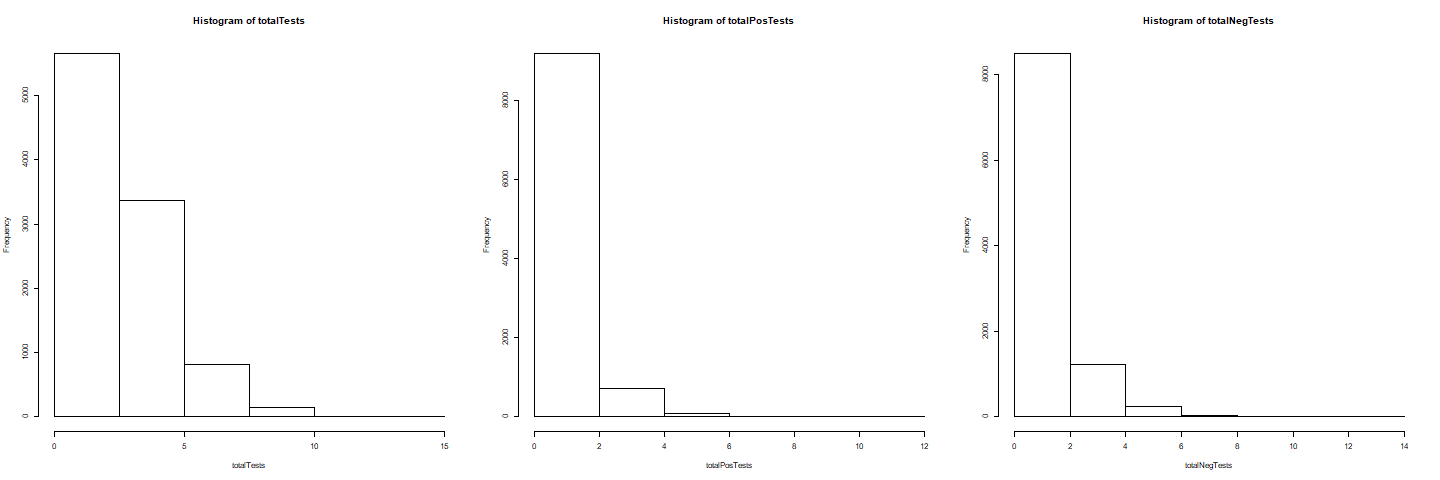 Histogram of totalTests
Frequency
5000
4000
3000
2000
1000
0
0 5 10 15
totalTests
Histogram of totalPosTests
Frequency
8000
6000
4000
2000
0
0 2 4 6 8 10 12
totalPosTests
Histogram of totalNegTests
Frequency
8000
6000
4000
2000
0
0 2 4 6 8 10 12 14
totalNegTests